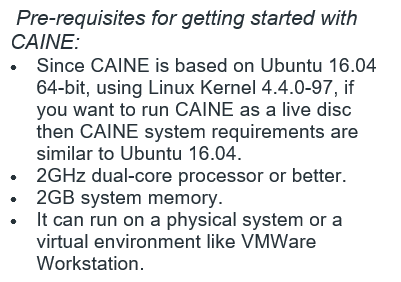 Pre-requisites for getting started with
CAINE:
• Since CAINE is based on Ubuntu 16.04
64-bit, using Linux Kernel 4.4.0-97, if
you want to run CAINE as a live disc
then CAINE system requirements are
similar to Ubuntu 16.04.
• 2GHz dual-core processor or better.
• 2GB system memory.
• It can run on a physical system or a
virtual environment like VMWare
Workstation.